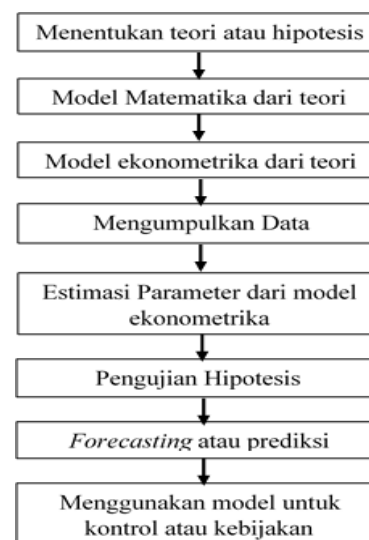 Menentukan teori atau hipotesis
Model Matematika dari teori
Model ekonometrika dari teori
Mengumpulkan Data
Estimasi Parameter dari model
ekonometrika
Pengujian Hipotesis
Forecasting atau prediksi
Menggunakan model untuk
kontrol atau kebijakan